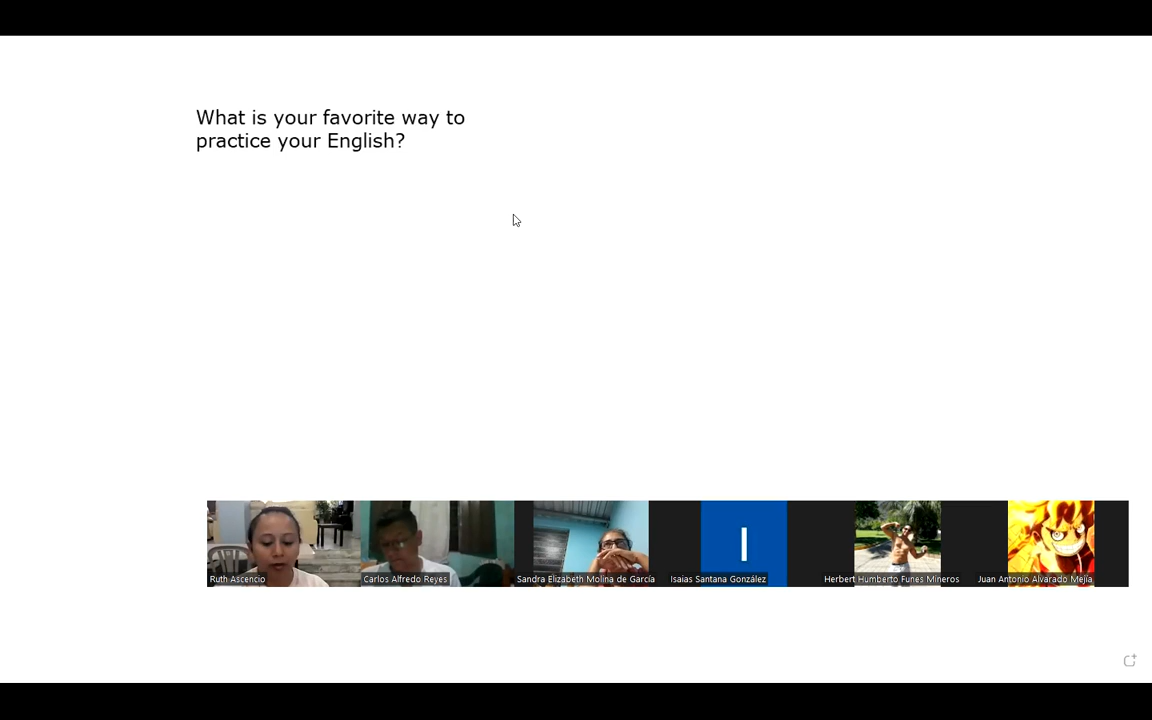 What is your favorite way to
practice your English?
I
Ruth Ascencio
Carlos Alfredo Reyes
Sandra Elizabeth Molina de García
Isaias Santana González
Herbert Humberto Funes Mineros
Juan Antonio Alvarado Mejía